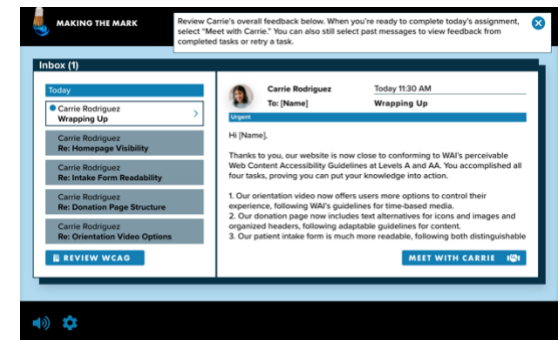 MAKING THE MARK
Review Carrie's overall feedback below. When you're ready to complete today's assignment,
select "Meet with Carrie." You can also still select past messages to view feedback from
completed tasks or retry a task.
Inbox (1)
Today
Carrie Rodriguez
Wrapping Up
Carrie Rodriguez
Re: Homepage Visibility
Carrie Rodriguez
Re: Intake Form Readability
Carrie Rodriguez
Re: Donation Page Structure
Carrie Rodriguez
Re: Orientation Video Options
REVIEW WCAG
Carrie Rodriguez
Today 11:30 AM
To: [Name]
Wrapping Up
Urgent
Hi [Name],
Thanks to you, our website is now close to conforming to WAI's perceivable
Web Content Accessibility Guidelines at Levels A and AA. You accomplished all
four tasks, proving you can put your knowledge into action.
1. Our orientation video now offers users more options to control their
experience, following WAI's guidelines for time-based media.
2. Our donation page now includes text alternatives for icons and images and
organized headers, following adaptable guidelines for content.
3. Our patient intake form is much more readable, following both distinguishable
MEET WITH CARRIE